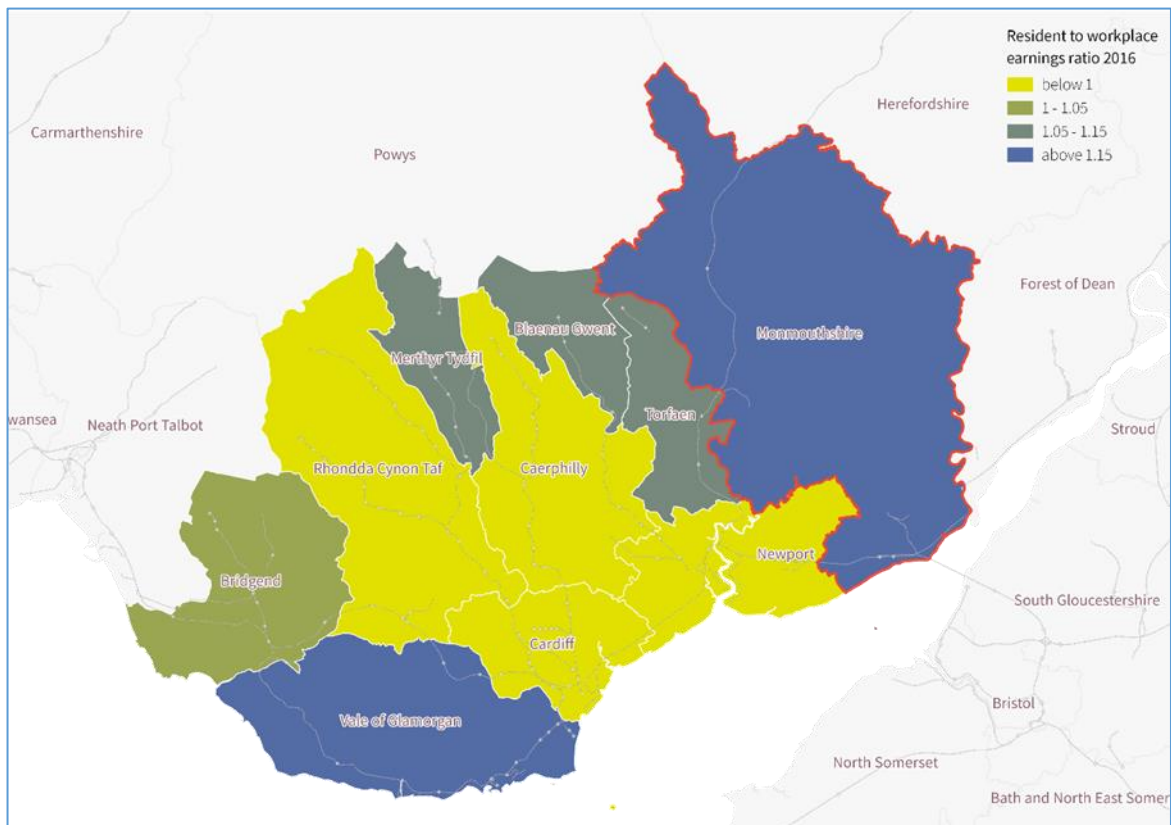 Resident to workplace
earnings ratio 2016
below 1
1 - 1.05
1.05 - 1.15
above 1.15
Herefordshire
Carmarthenshire
Powys
Forest of Dean
Blaenau Gwent
Monmouthshire
Merthyr Tydfil
Torfaen
wansea
Neath Port Talbot
Stroud
Rhondda Cynon Taf
Caerphilly
Newport
Bridgend
South Gloucestershire
Cardiff
Bristol
Vale of Glamorgan
North Somerset
Bath and North East Somer